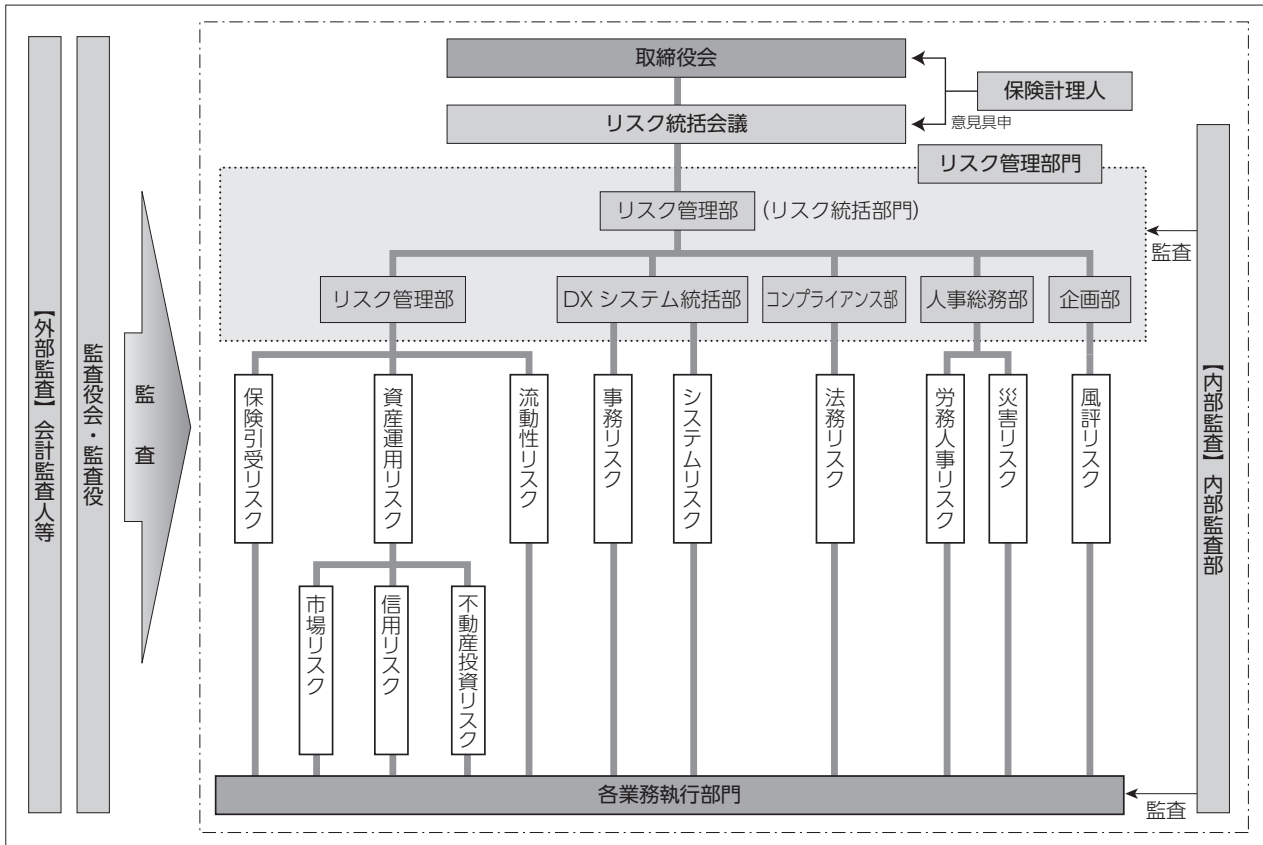 取締役会
保険計理人
リスク統括会議
意見具申
リスク管理部門
リスク管理部 (リスク統括部門)
監査
リスク管理部
DX システム統括部
コンプライアンス部
人事総務部
企画部
【外部監査】会計監査人等
監査役会・監査役
監査
保険引受リスク
資産運用リスク
流動性リスク
事務リスク
システムリスク
法務リスク
労務人事リスク
災害リスク
風評リスク
【内部監査】内部監査部
市場リスク
信用リスク
不動産投資リスク
各業務執行部門
監査